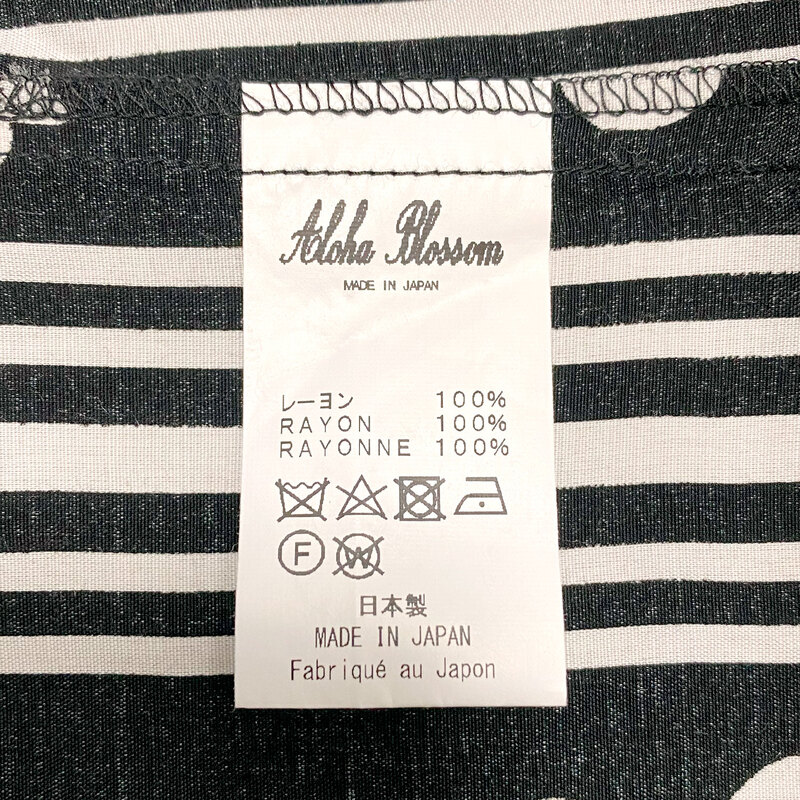 Aloha Blossom
MADE IN JAPAN
レーヨン 100%
RAYON 100%
RAYONNE 100%
F W
日本製
MADE IN JAPAN
Fabriqué au Japon